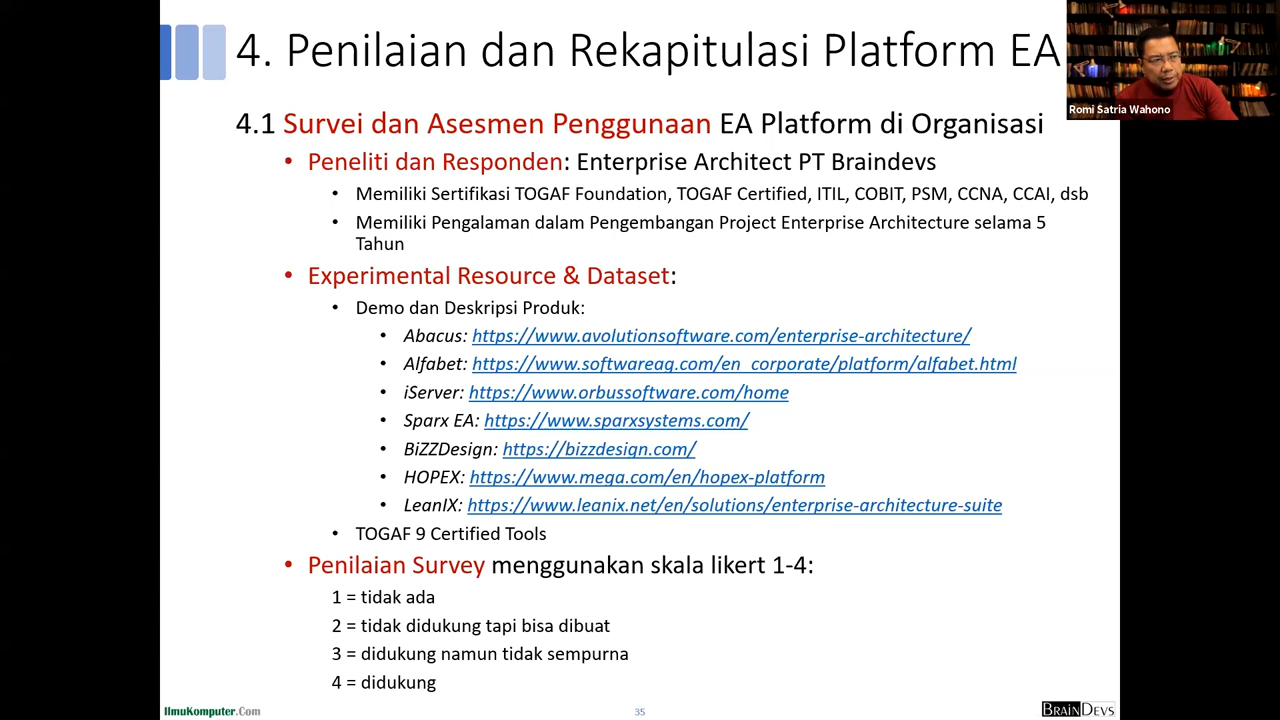 4. Penilaian dan Rekapitulasi Platform EA
Romi Satria Wahono
4.1 Survei dan Asesmen Penggunaan EA Platform di Organisasi
• Peneliti dan Responden: Enterprise Architect PT Braindevs
• Memiliki Sertifikasi TOGAF Foundation, TOGAF Certified, ITIL, COBIT, PSM, CCNA, CCAI, dsb
• Memiliki Pengalaman dalam Pengembangan Project Enterprise Architecture selama 5
Tahun
• Experimental Resource & Dataset:
• Demo dan Deskripsi Produk:
• Abacus: https://www.avolutionsoftware.com/enterprise-architecture/
• Alfabet: https://www.softwareag.com/en_corporate/platform/alfabet.html
• iServer: https://www.orbussoftware.com/home
• Sparx EA: https://www.sparxsystems.com/
• BiZZDesign: https://bizzdesign.com/
• HOPEX: https://www.mega.com/en/hopex-platform
• LeanIX: https://www.leanix.net/en/solutions/enterprise-architecture-suite
• TOGAF 9 Certified Tools
• Penilaian Survey menggunakan skala likert 1-4:
1 = tidak ada
2 = tidak didukung tapi bisa dibuat
3 = didukung namun tidak sempurna
4 = didukung
IlmuKomputer.Com
35
BRAINDEVS